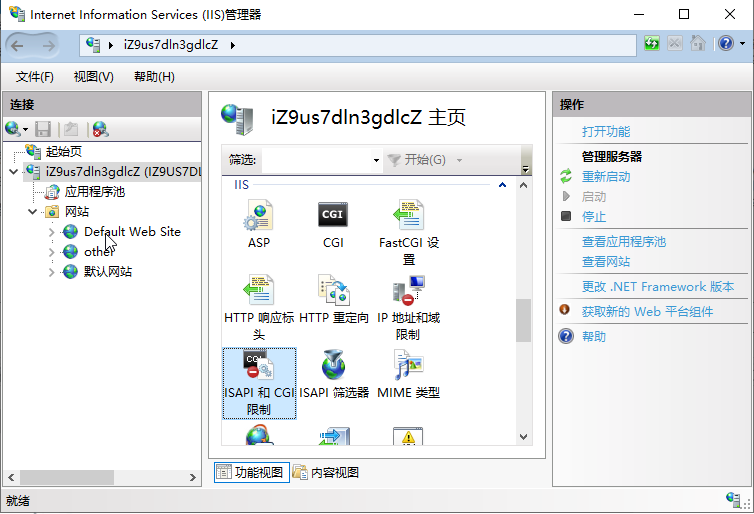 Internet Information Services (IIS)管理器
iZ9us7dln3gdlcZ
文件(F) 视图(V) 帮助(H)
连接
起始页
iZ9us7dln3gdlcZ (IZ9US7DL
应用程序池
网站
Default Web Site
other
默认网站
iZ9us7dln3gdlcZ 主页
筛选: 开始(G)
IIS
ASP CGI FastCGI 设
置
HTTP 响应标 HTTP 重定向 IP 地址和域
头 限制
CGI
ISAPI 和 CGI ISAPI 筛选器 MIME 类型
限制
功能视图 内容视图
操作
打开功能
管理服务器
重新启动
启动
停止
查看应用程序池
查看网站
更改 .NET Framework 版本
获取新的 Web 平台组件
帮助
就绪